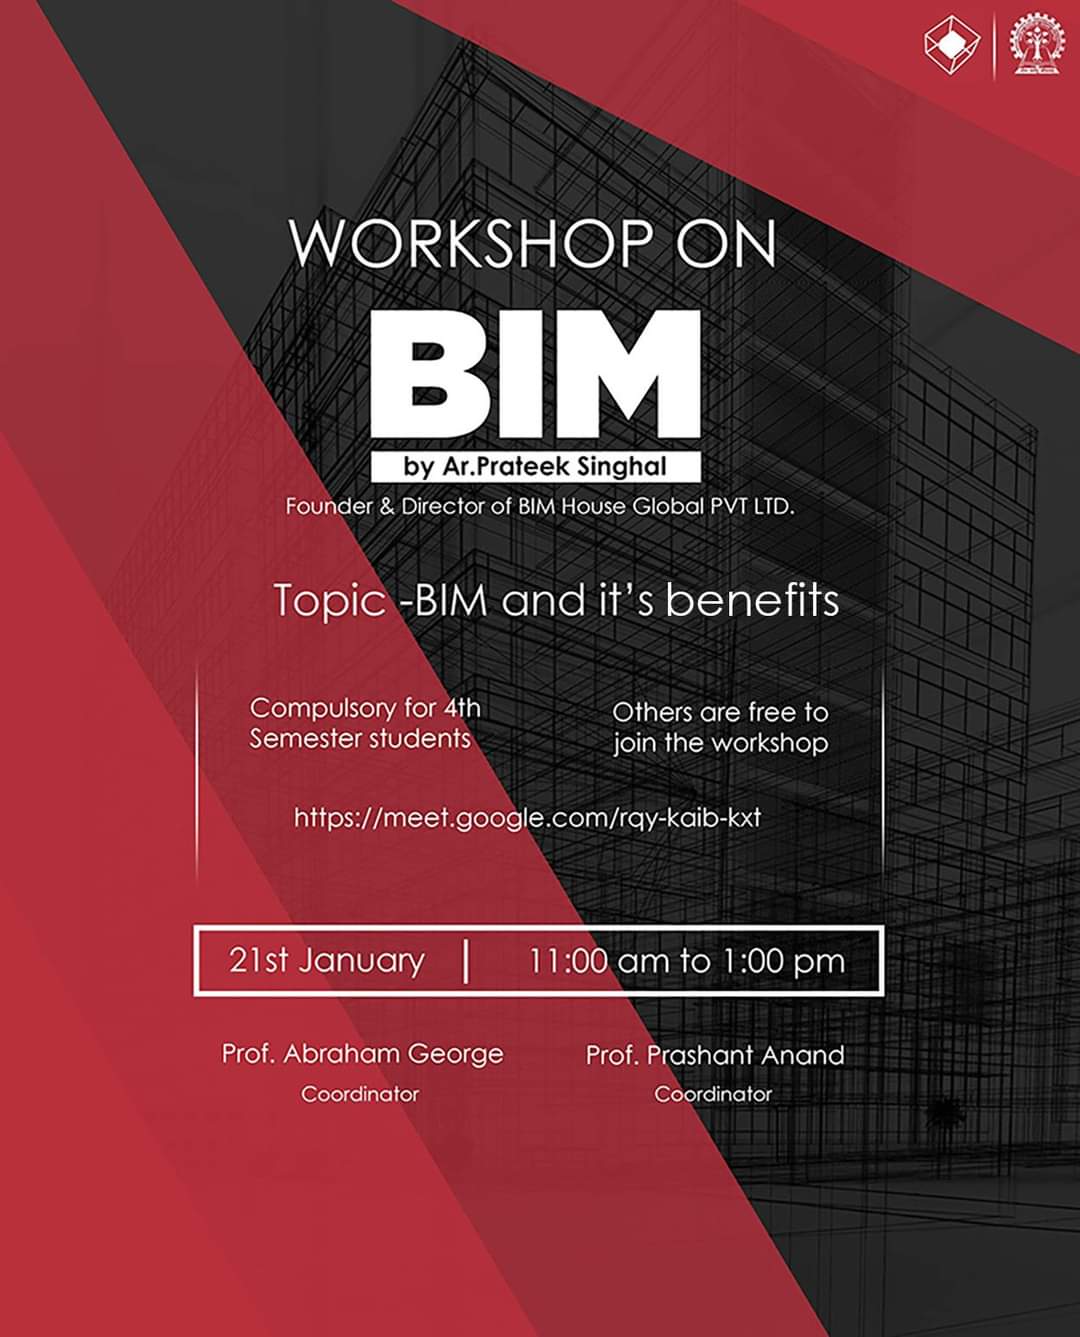 WORKSHOP ON
BIM
by Ar.Prateek Singhal
Founder & Director of BIM House Global PVT LTD.
Topic -BIM and it's benefits
Compulsory for 4th
Semester students
Others are free to
join the workshop
https://meet.google.com/rqy-kaib-kxt
21st January | 11:00 am to 1:00 pm
Prof. Abraham George
Coordinator
Prof. Prashant Anand
Coordinator